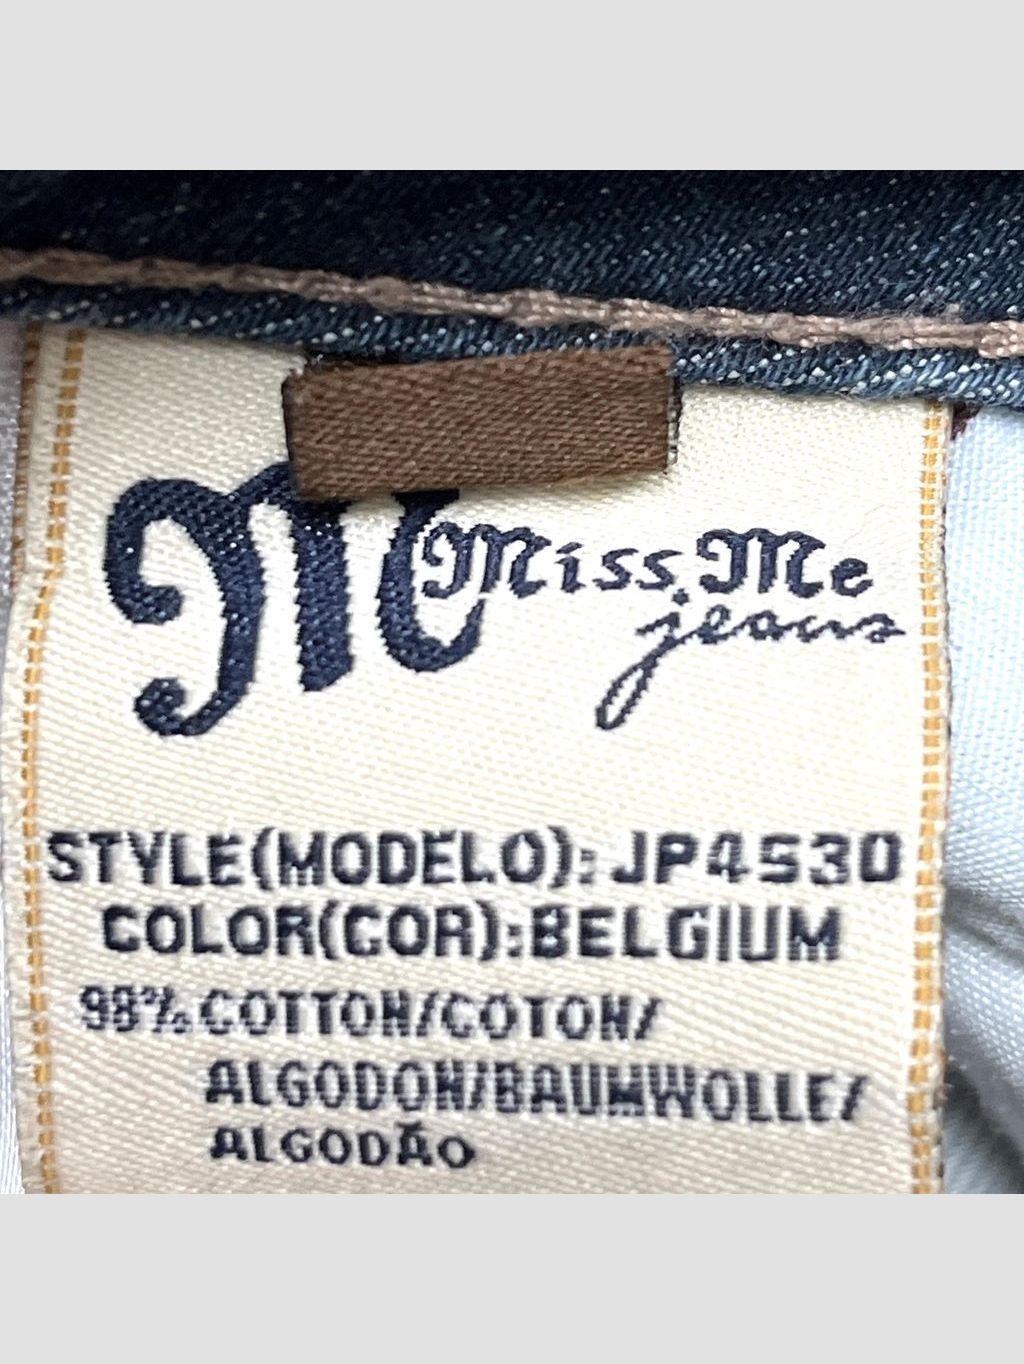 M Miss Me
jeans
STYLE(MODELO): JP4530
COLOR(COR):BELGIUM
98% COTTON/COTON/
ALGODON/BAUMWOLLE/
ALGODÃO